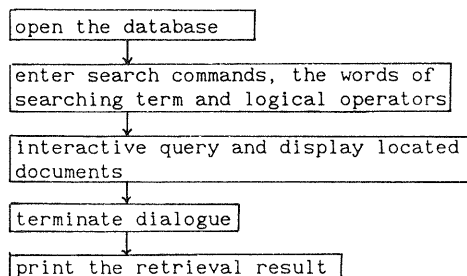 open the database
enter search commands, the words of
searching term and logical operators
interactive query and display located
documents
terminate dialogue
print the retrieval result